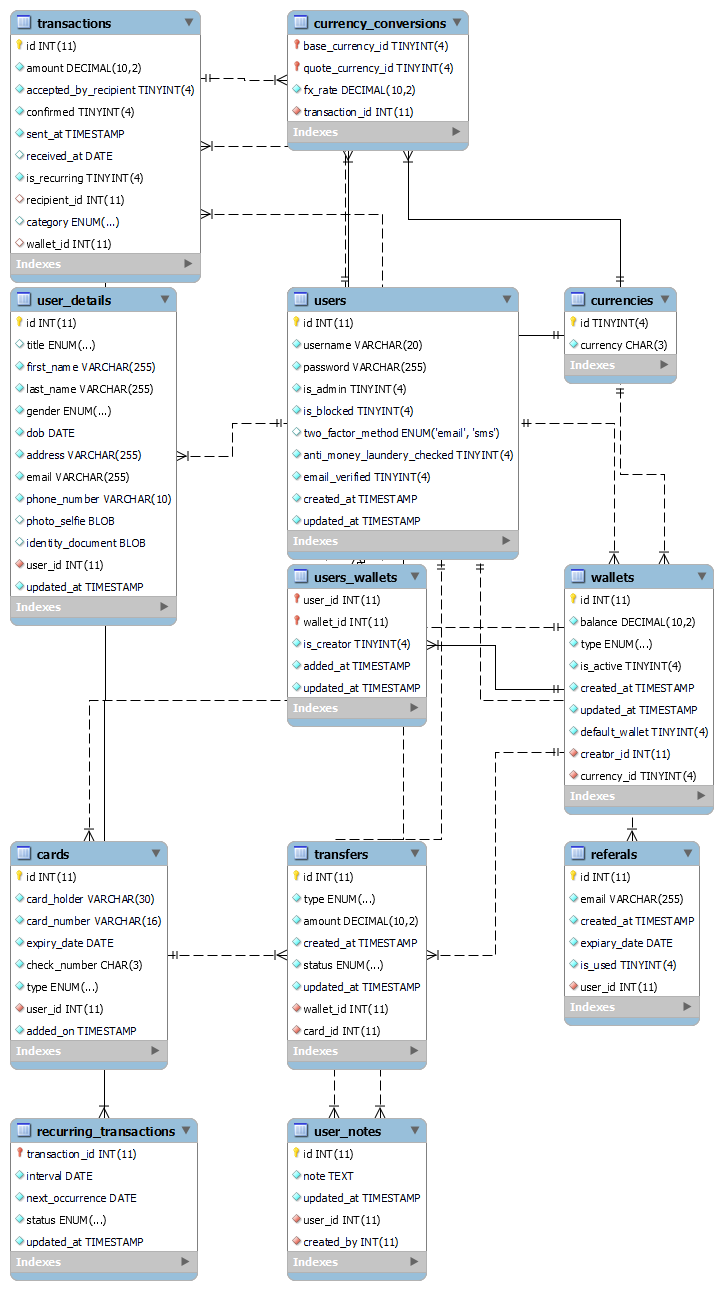 transactions
id INT(11)
amount DECIMAL(10,2)
accepted_by_recipient TINYINT(4)
confirmed TINYINT(4)
sent_at TIMESTAMP
received_at DATE
is_recurring TINYINT(4)
recipient_id INT(11)
category ENUM(...)
wallet_id INT(11)
Indexes
currency_conversions
base_currency_id TINYINT(4)
quote_currency_id TINYINT(4)
fx_rate DECIMAL(10,2)
transaction_id INT(11)
Indexes
user_details
id INT(11)
title ENUM(...)
first_name VARCHAR(255)
last_name VARCHAR(255)
gender ENUM(...)
dob DATE
address VARCHAR(255)
email VARCHAR(255)
phone_number VARCHAR(10)
photo_selfie BLOB
identity_document BLOB
user_id INT(11)
updated_at TIMESTAMP
Indexes
users
id INT(11)
username VARCHAR(20)
password VARCHAR(255)
is_admin TINYINT(4)
is_blocked TINYINT(4)
two_factor_method ENUM('email', 'sms')
anti_money_laundery_checked TINYINT(4)
email_verified TINYINT(4)
created_at TIMESTAMP
updated_at TIMESTAMP
Indexes
currencies
id TINYINT(4)
currency CHAR(3)
Indexes
users_wallets
user_id INT(11)
wallet_id INT(11)
is_creator TINYINT(4)
added_at TIMESTAMP
updated_at TIMESTAMP
Indexes
wallets
id INT(11)
balance DECIMAL(10,2)
type ENUM(...)
is_active TINYINT(4)
created_at TIMESTAMP
updated_at TIMESTAMP
default_wallet TINYINT(4)
creator_id INT(11)
currency_id TINYINT(4)
Indexes
cards
id INT(11)
card_holder VARCHAR(30)
card_number VARCHAR(16)
expiry_date DATE
check_number CHAR(3)
type ENUM(...)
user_id INT(11)
added_on TIMESTAMP
Indexes
transfers
id INT(11)
type ENUM(...)
amount DECIMAL(10,2)
created_at TIMESTAMP
status ENUM(...)
updated_at TIMESTAMP
wallet_id INT(11)
card_id INT(11)
Indexes
referals
id INT(11)
email VARCHAR(255)
created_at TIMESTAMP
expiary_date DATE
is_used TINYINT(4)
user_id INT(11)
Indexes
recurring_transactions
transaction_id INT(11)
interval DATE
next_occurrence DATE
status ENUM(...)
updated_at TIMESTAMP
Indexes
user_notes
id INT(11)
note TEXT
updated_at TIMESTAMP
user_id INT(11)
created_by INT(11)
Indexes